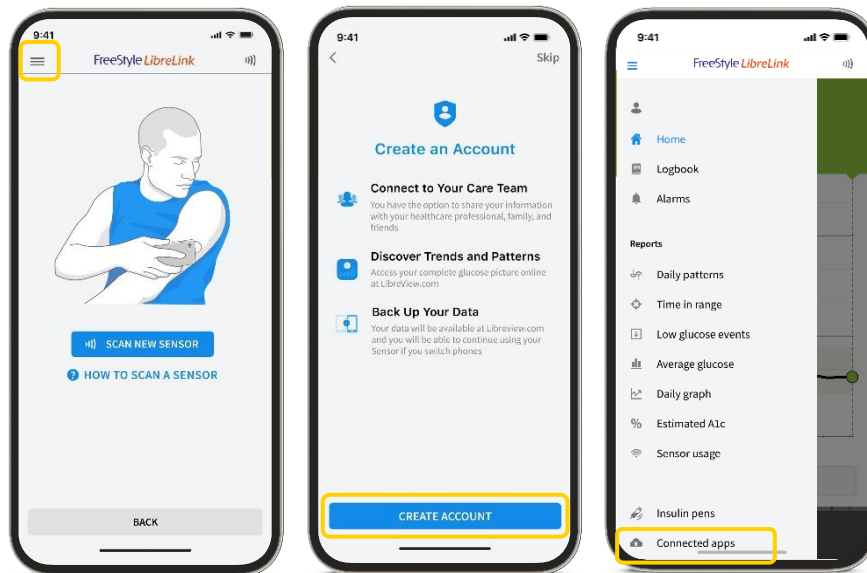 9:41
FreeStyle LibreLink
SCAN NEW SENSOR
HOW TO SCAN A SENSOR
BACK
9:41
Skip
Create an Account
Connect to Your Care Team
You have the option to share your information
with your healthcare professional, family, and
friends
Discover Trends and Patterns
Access your complete glucose picture online
at LibreView.com
Back Up Your Data
Your data will be available at Libreview.com
and you will be able to continue using your
Sensor if you switch phones
CREATE ACCOUNT
9:41
FreeStyle LibreLink
Home
Logbook
Alarms
Reports
Daily patterns
Time in range
Low glucose events
Average glucose
Daily graph
% Estimated A1c
Sensor usage
Insulin pens
Connected apps